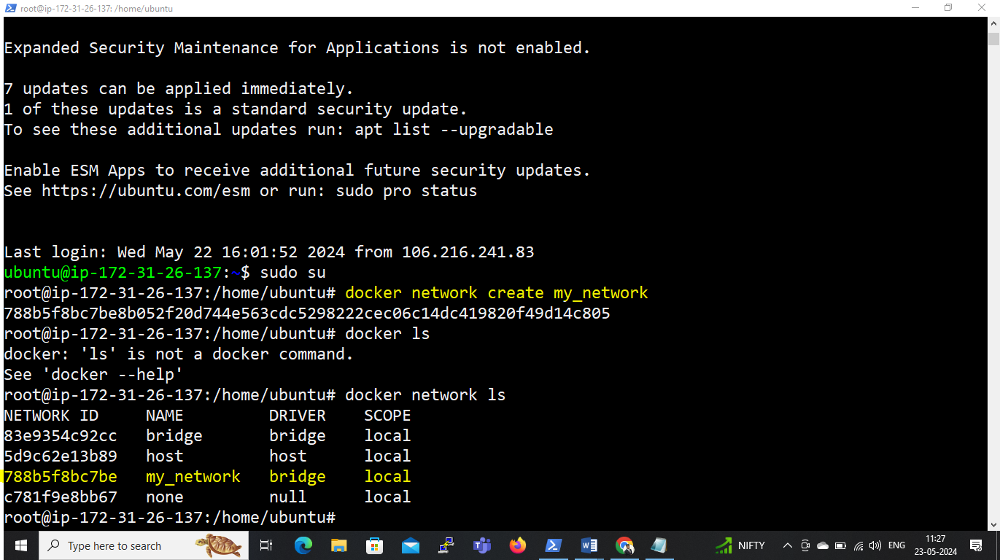 root@ip-172-31-26-137: /home/ubuntu
Expanded Security Maintenance for Applications is not enabled.
7 updates can be applied immediately.
1 of these updates is a standard security update.
To see these additional updates run: apt list --upgradable
Enable ESM Apps to receive additional future security updates.
See https://ubuntu.com/esm or run: sudo pro status
Last login: Wed May 22 16:01:52 2024 from 106.216.241.83
ubuntu@ip-172-31-26-137:~$ sudo su
root@ip-172-31-26-137:/home/ubuntu# docker network create my_network
788b5f8bc7be8b052f20d744e563cdc5298222cec06c14dc419820f49d14c805
root@ip-172-31-26-137:/home/ubuntu# docker ls
docker: 'ls' is not a docker command.
See 'docker --help'
root@ip-172-31-26-137:/home/ubuntu# docker network ls
NETWORK ID NAME DRIVER SCOPE
83e9354c92cc bridge bridge local
5d9c62e13b89 host host local
788b5f8bc7be my_network bridge local
c781f9e8bb67 none null local
root@ip-172-31-26-137:/home/ubuntu#
Type here to search
NIFTY
ENG
11:27
23-05-2024